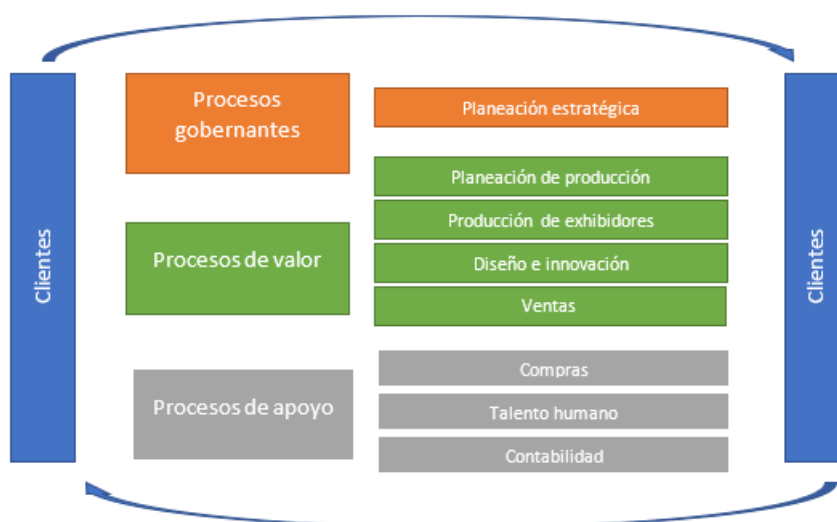 Clientes
Procesos
gobernantes
Planeación estratégica
Procesos de valor
Planeación de producción
Producción de exhibidores
Diseño e innovación
Ventas
Procesos de apoyo
Compras
Talento humano
Contabilidad
Clientes